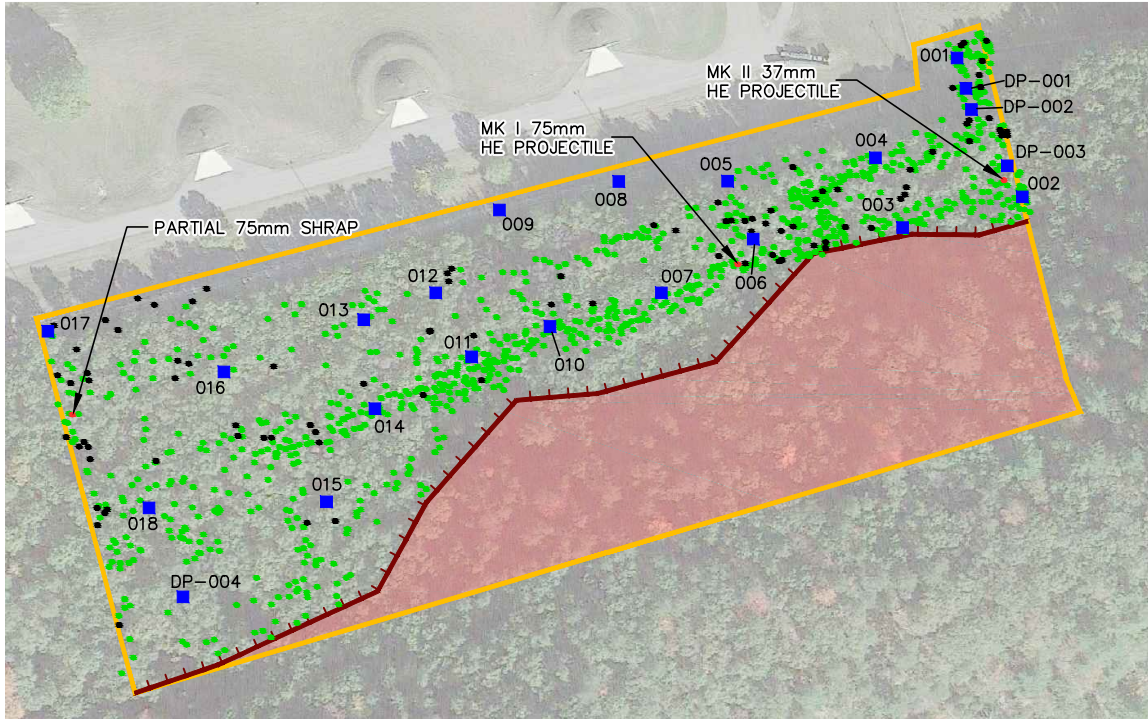 001
MK II 37mm
HE PROJECTILE
DP-001
DP-002
MK I 75mm
HE PROJECTILE
004
DP-003
005
002
008
003
009
PARTIAL 75mm SHRAP
006
012
007
013
017
011
010
016
014
015
018
DP-004